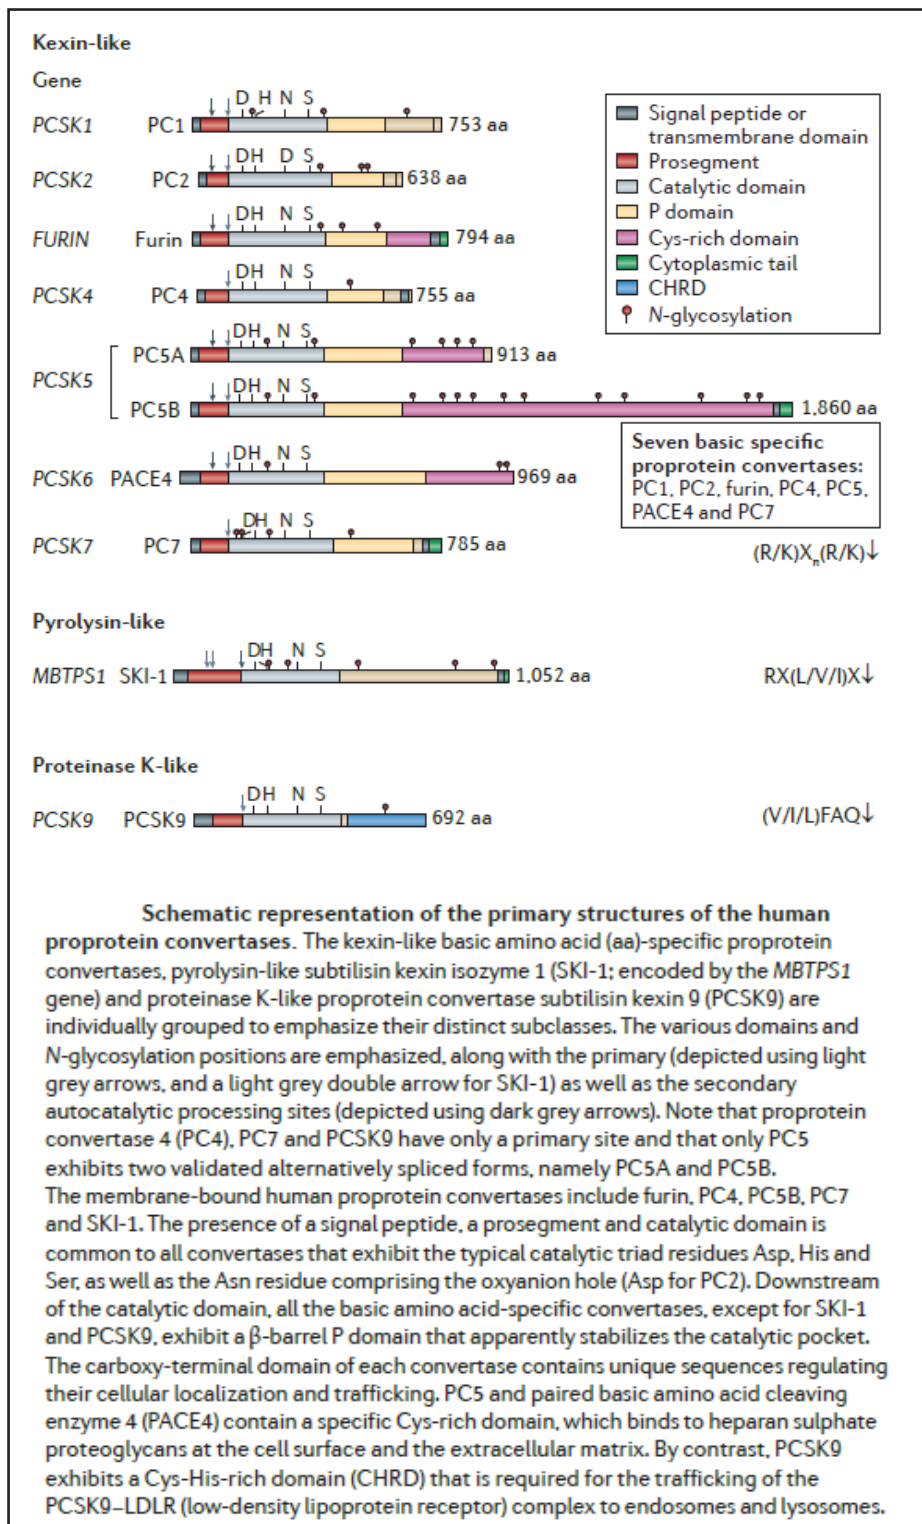 Kexin-like
Gene
D H N S
PCSK1 PC1 753 aa
DH D S
PCSK2 PC2 638 aa
DH N S
FURIN Furin 794 aa
DH N S
PCSK4 PC4 755 aa
DH N S
PC5A 913 aa
PCSK5
DH N S
PC5B 1,860 aa
DH N S
PCSK6 PACE4 969 aa
DH N S
PCSK7 PC7 785 aa
Signal peptide or
transmembrane domain
Prosegment
Catalytic domain
P domain
Cys-rich domain
Cytoplasmic tail
CHRD
N-glycosylation
Seven basic specific
proprotein convertases:
PC1, PC2, furin, PC4, PC5,
PACE4 and PC7
(R/K)Xn(R/K)↓
Pyrolysin-like
DH N S
MBTPS1 SKI-1 1,052 aa RX(L/V/I)X↓
Proteinase K-like
DH N S
PCSK9 PCSK9 692 aa (V/I/L)FAQ↓
Schematic representation of the primary structures of the human
proprotein convertases. The kexin-like basic amino acid (aa)-specific proprotein
convertases, pyrolysin-like subtilisin kexin isozyme 1 (SKI-1; encoded by the MBTPS1
gene) and proteinase K-like proprotein convertase subtilisin kexin 9 (PCSK9) are
individually grouped to emphasize their distinct subclasses. The various domains and
N-glycosylation positions are emphasized, along with the primary (depicted using light
grey arrows, and a light grey double arrow for SKI-1) as well as the secondary
autocatalytic processing sites (depicted using dark grey arrows). Note that proprotein
convertase 4 (PC4), PC7 and PCSK9 have only a primary site and that only PC5
exhibits two validated alternatively spliced forms, namely PC5A and PC5B.
The membrane-bound human proprotein convertases include furin, PC4, PC5B, PC7
and SKI-1. The presence of a signal peptide, a prosegment and catalytic domain is
common to all convertases that exhibit the typical catalytic triad residues Asp, His and
Ser, as well as the Asn residue comprising the oxyanion hole (Asp for PC2). Downstream
of the catalytic domain, all the basic amino acid-specific convertases, except for SKI-1
and PCSK9, exhibit a β-barrel P domain that apparently stabilizes the catalytic pocket.
The carboxy-terminal domain of each convertase contains unique sequences regulating
their cellular localization and trafficking. PC5 and paired basic amino acid cleaving
enzyme 4 (PACE4) contain a specific Cys-rich domain, which binds to heparan sulphate
proteoglycans at the cell surface and the extracellular matrix. By contrast, PCSK9
exhibits a Cys-His-rich domain (CHRD) that is required for the trafficking of the
PCSK9–LDLR (low-density lipoprotein receptor) complex to endosomes and lysosomes.